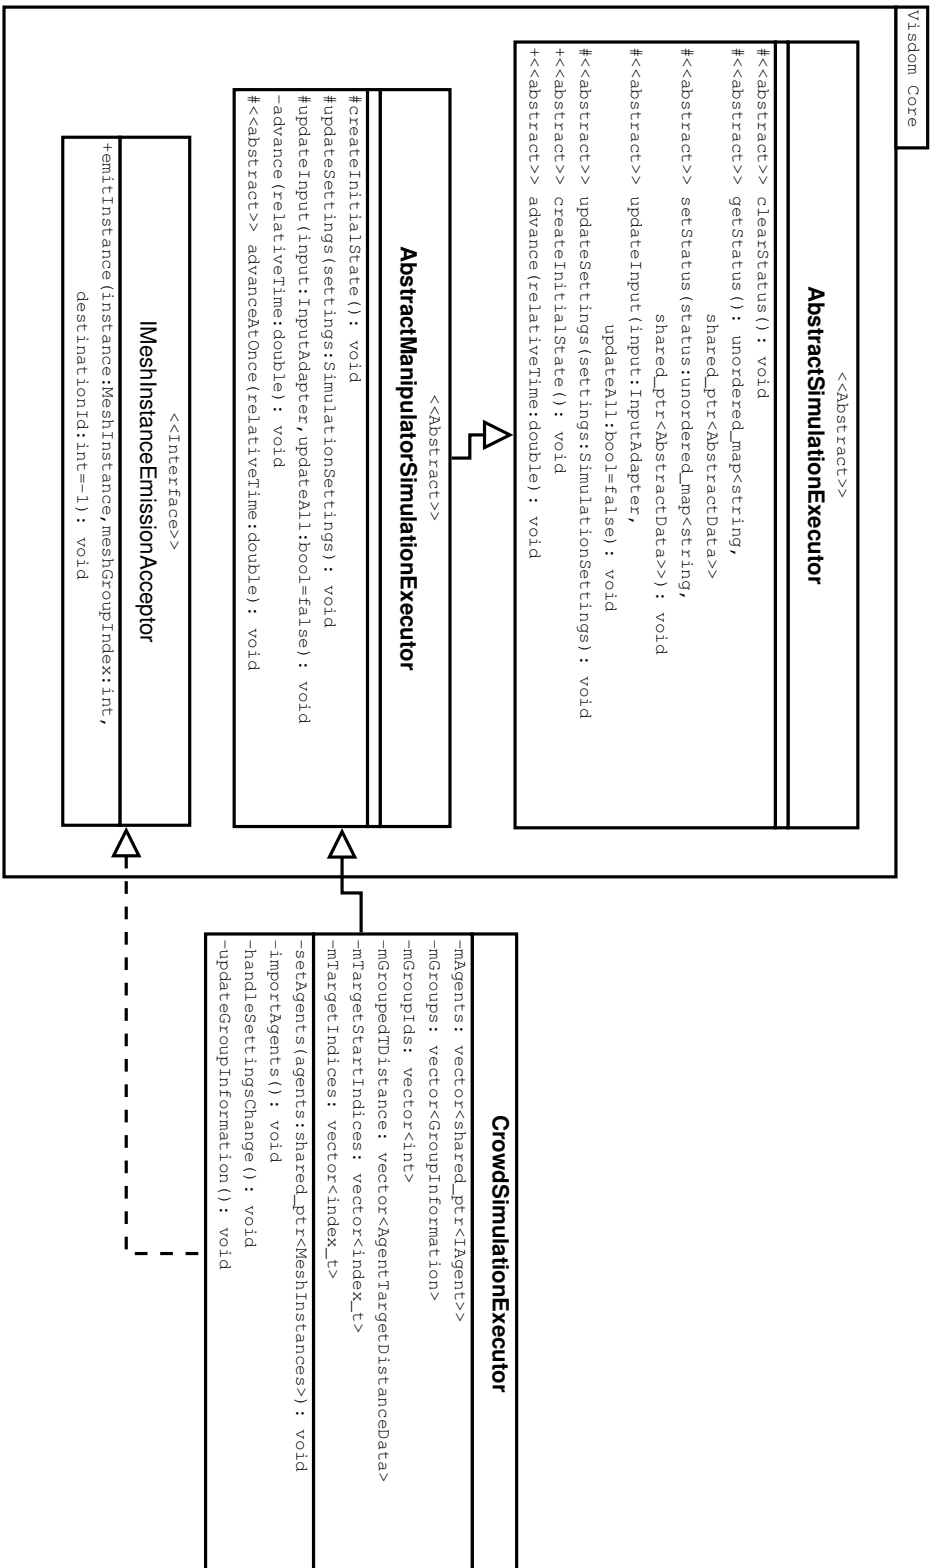 Visdom Core
<<Abstract>>
AbstractSimulationExecutor
#<<abstract>> clearStatus(): void
#<<abstract>> getStatus(): unordered_map<string,
shared_ptr<AbstractData>>
#<<abstract>> setStatus(status:unordered_map<string,
shared_ptr<AbstractData>>): void
#<<abstract>> updateInput(input:InputAdapter,
updateAll:bool=false): void
#<<abstract>> updateSettings(settings:SimulationSettings): void
+<<abstract>> createInitialState(): void
+<<abstract>> advance(relativeTime:double): void
<<Abstract>>
AbstractManipulatorSimulationExecutor
#createInitialState(): void
#updateSettings(settings:SimulationSettings): void
#updateInput(input:InputAdapter,updateAll:bool=false): void
-advance(relativeTime:double): void
#<<abstract>> advanceAtOnce(relativeTime:double): void
<<Interface>>
IMeshInstanceEmissionAcceptor
+emitInstance(instance:MeshInstance,meshGroupIndex:int,
destinationId:int=-1): void
CrowdSimulationExecutor
-mAgents: vector<shared_ptr<IAgent>>
-mGroups: vector<GroupInformation>
-mGroupIds: vector<int>
-mGroupedTDistance: vector<AgentTargetDistanceData>
-mTargetStartIndices: vector<index_t>
-mTargetIndices: vector<index_t>
-setAgents(agents:shared_ptr<MeshInstances>): void
-importAgents(): void
-handleSettingsChange(): void
-updateGroupInformation(): void